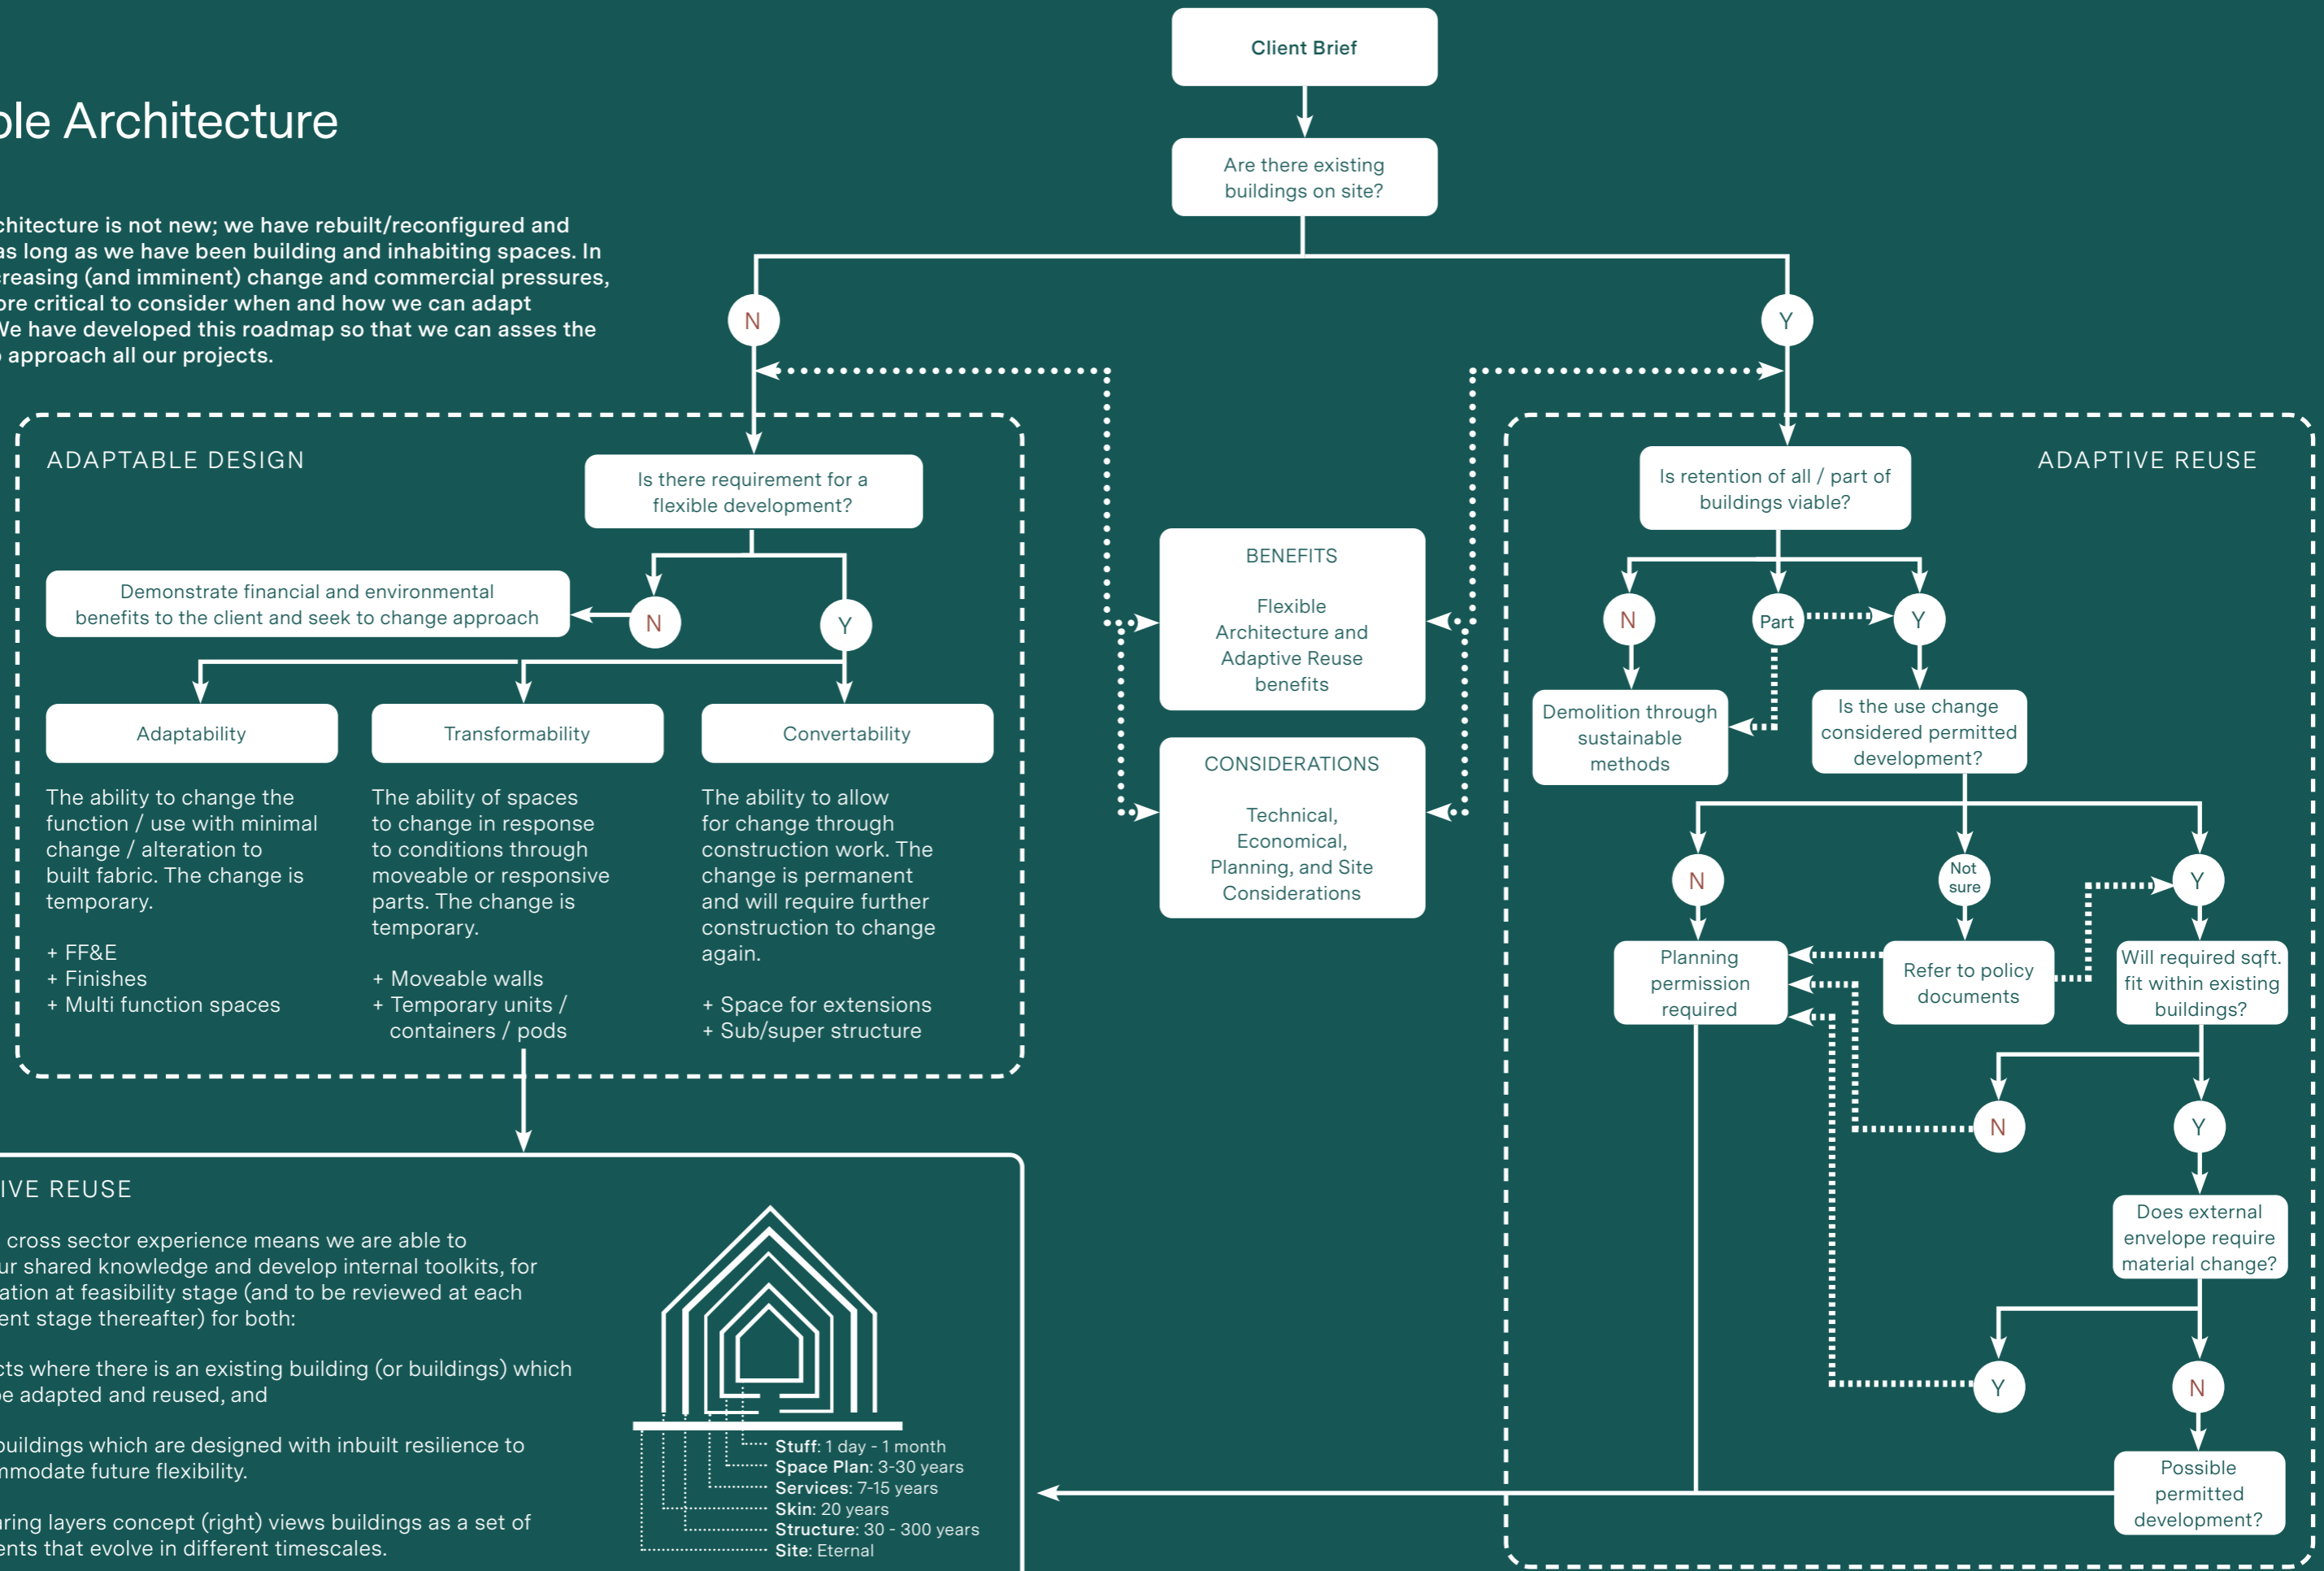 Client Brief
Are there existing
buildings on site?
N
Y
ble Architecture
chitecture is not new; we have rebuilt/reconfigured and
as long as we have been building and inhabiting spaces. In
creasing (and imminent) change and commercial pressures,
ore critical to consider when and how we can adapt
We have developed this roadmap so that we can asses the
approach all our projects.
ADAPTABLE DESIGN
Is there requirement for a
flexible development?
N
Y
Demonstrate financial and environmental
benefits to the client and seek to change approach
Adaptability
The ability to change the
function / use with minimal
change / alteration to
built fabric. The change is
temporary.
+ FF&E
+ Finishes
+ Multi function spaces
Transformability
The ability of spaces
to change in response
to conditions through
moveable or responsive
parts. The change is
temporary.
+ Moveable walls
+ Temporary units /
containers / pods
Convertability
The ability to allow
for change through
construction work. The
change is permanent
and will require further
construction to change
again.
+ Space for extensions
+ Sub/super structure
BENEFITS
Flexible
Architecture and
Adaptive Reuse
benefits
CONSIDERATIONS
Technical,
Economical,
Planning, and Site
Considerations
ADAPTIVE REUSE
Is retention of all / part of
buildings viable?
N
Part
Y
Demolition through
sustainable
methods
Is the use change
considered permitted
development?
N
Not
sure
Y
Planning
permission
required
Refer to policy
documents
Will required sqft.
fit within existing
buildings?
N
Y
Does external
envelope require
material change?
Y
N
Possible
permitted
development?
IVE REUSE
cross sector experience means we are able to
ur shared knowledge and develop internal toolkits, for
ation at feasibility stage (and to be reviewed at each
ent stage thereafter) for both:
cts where there is an existing building (or buildings) which
be adapted and reused, and
buildings which are designed with inbuilt resilience to
mmodate future flexibility.
aring layers concept (right) views buildings as a set of
ents that evolve in different timescales.
Stuff: 1 day - 1 month
Space Plan: 3-30 years
Services: 7-15 years
Skin: 20 years
Structure: 30 - 300 years
Site: Eternal